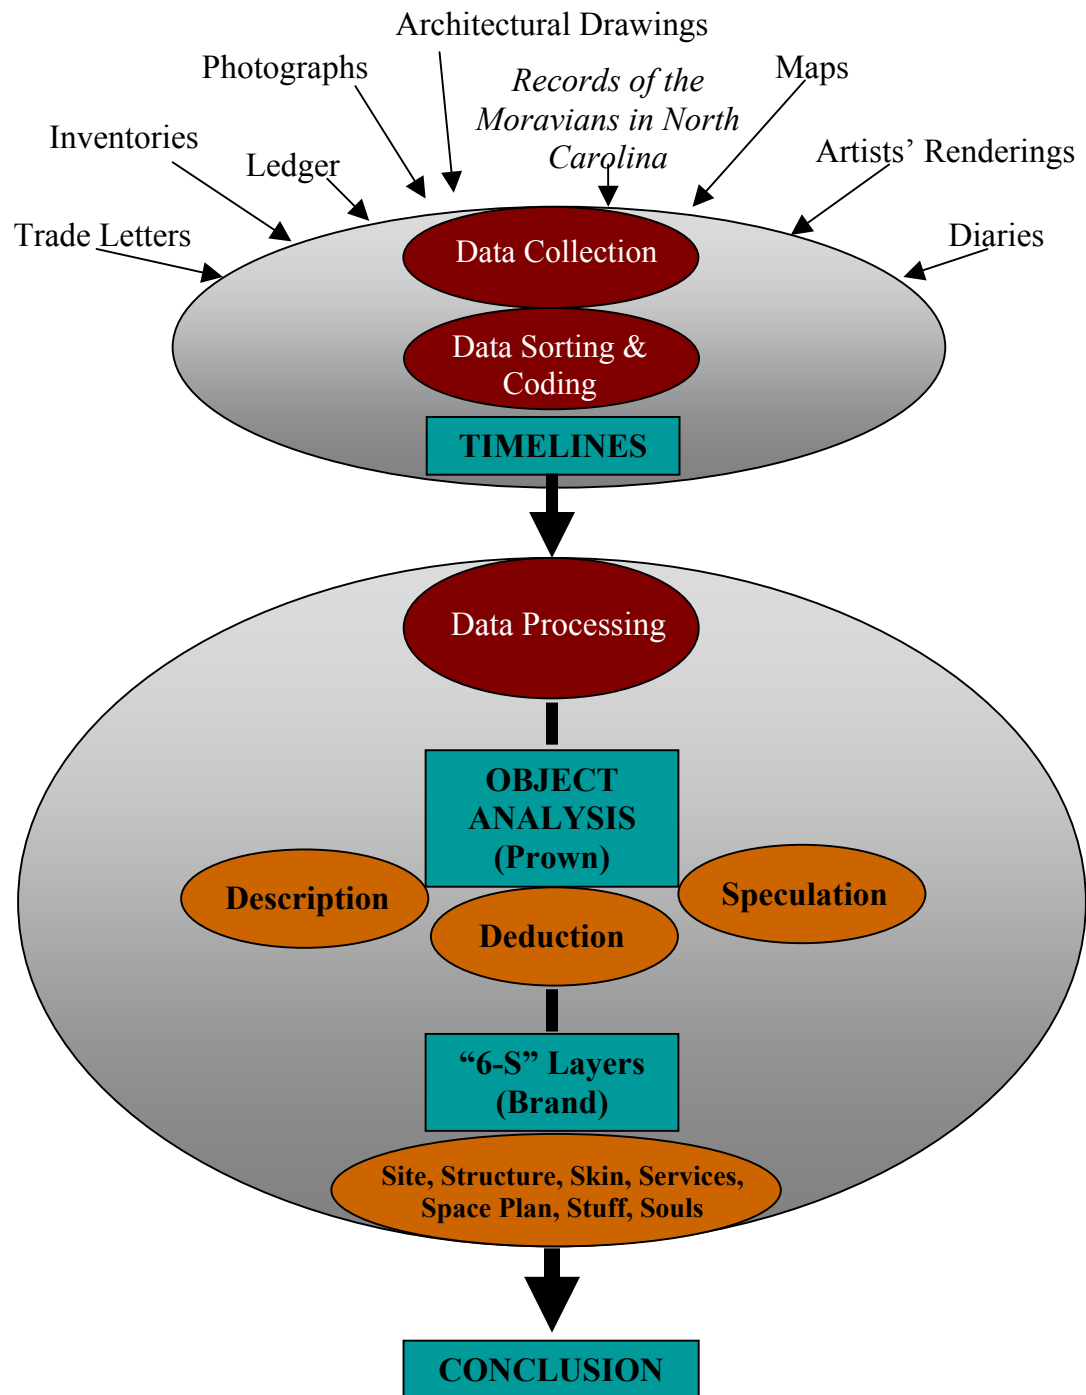 Architectural Drawings
Photographs
Records of the
Moravians in North
Carolina
Maps
Inventories
Ledger
Artists’ Renderings
Trade Letters
Diaries
Data Collection
Data Sorting &
Coding
TIMELINES
Data Processing
OBJECT
ANALYSIS
(Prown)
Description
Deduction
Speculation
“6-S” Layers
(Brand)
Site, Structure, Skin, Services,
Space Plan, Stuff, Souls
CONCLUSION